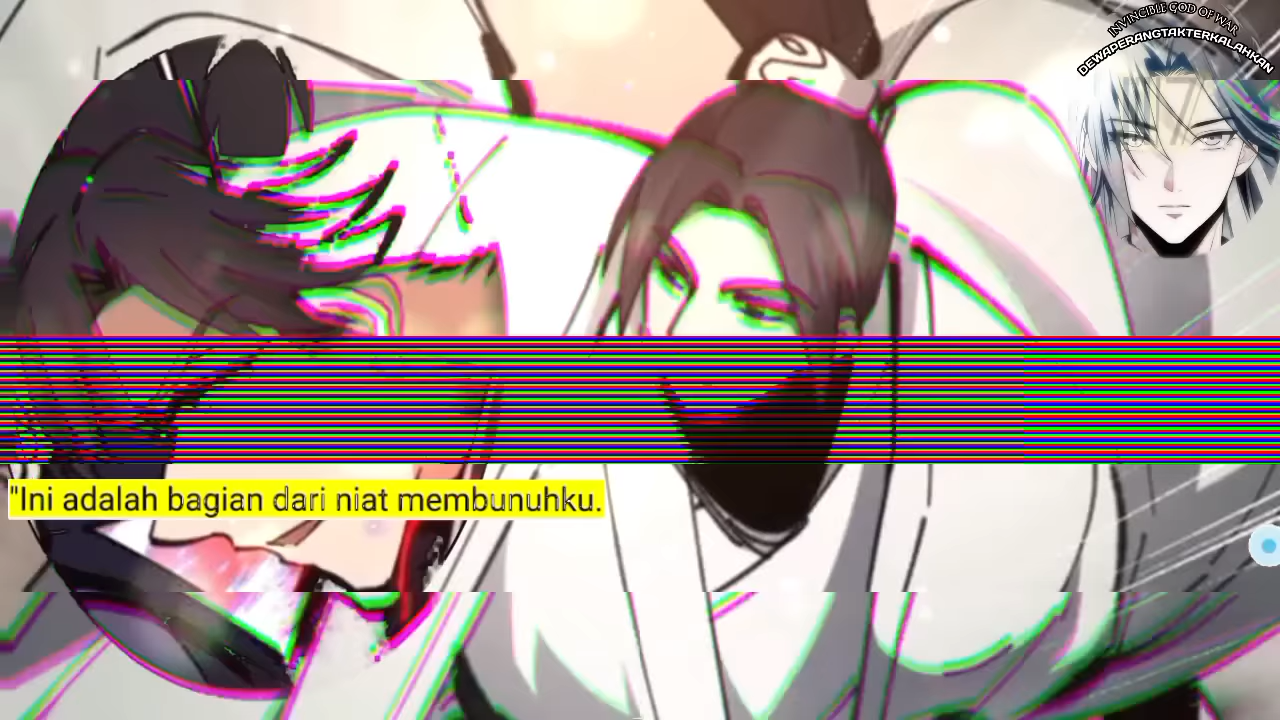 INVINCIBLE GOD OF WAR
DEWAPERANGTAKTERKALAHKAN
"Ini adalah bagian dari niat membunuhku.